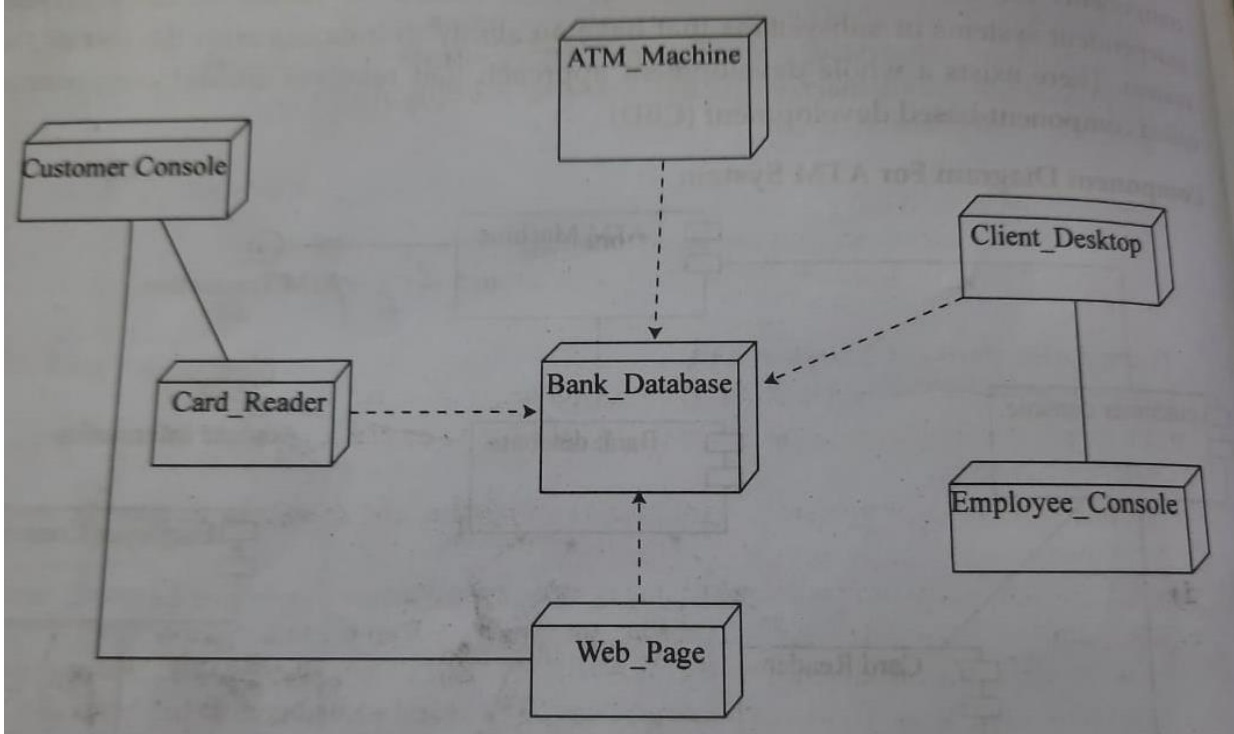 ATM_Machine
Customer Console
Client_Desktop
Bank_Database
Card_Reader
Employee_Console
Web_Page